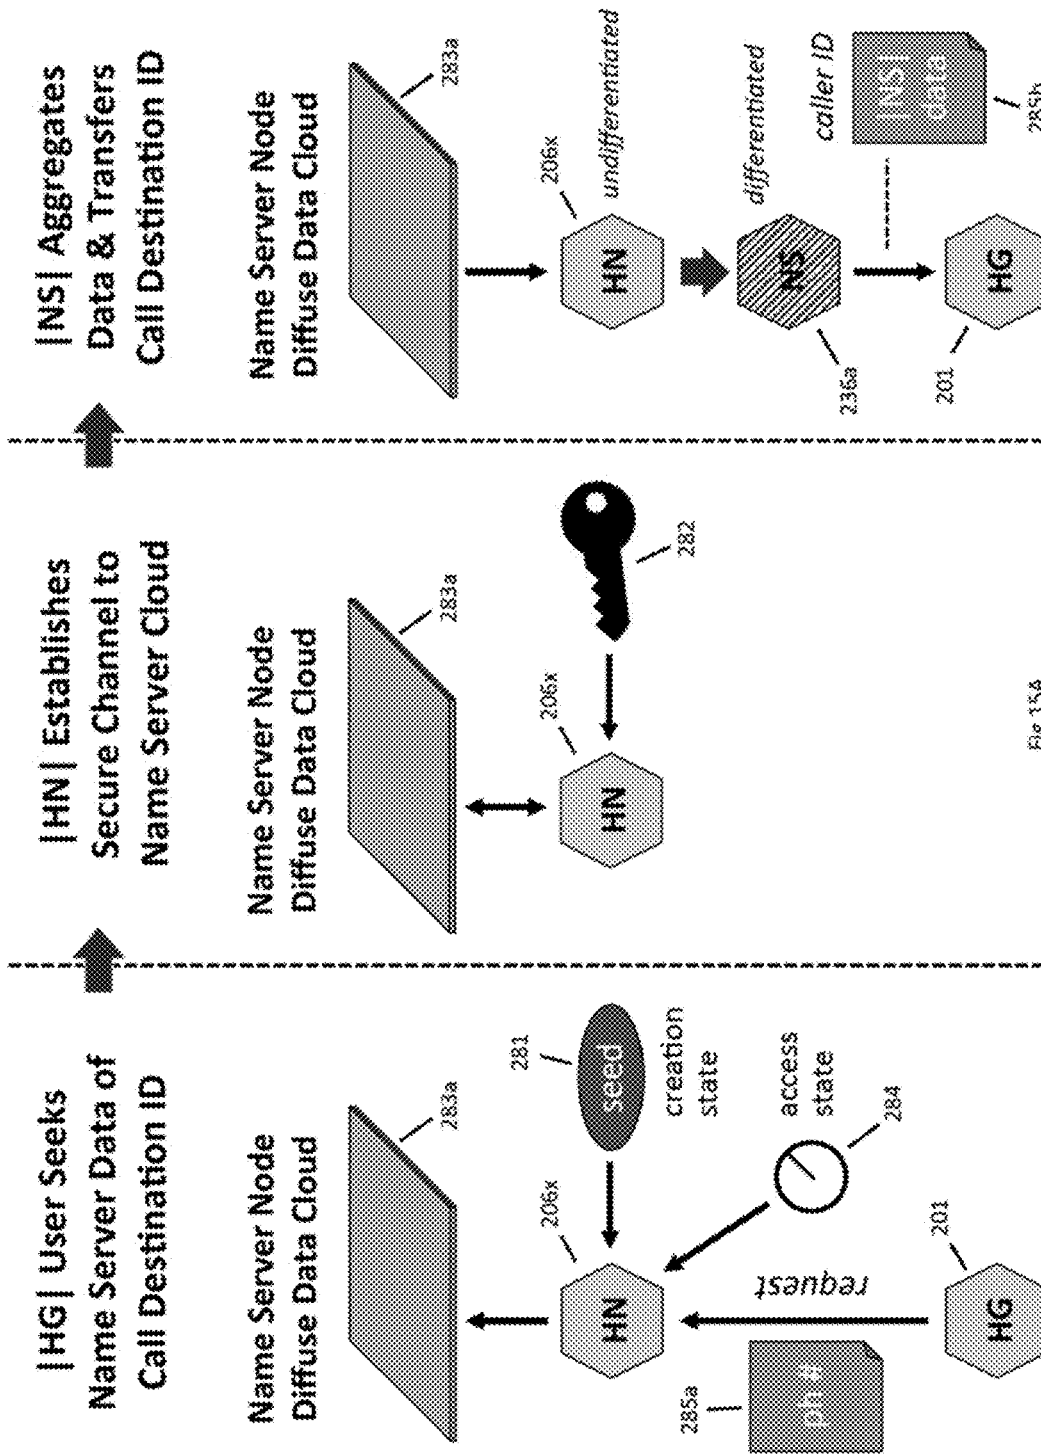 |HG| User Seeks
Name Server Data of
Call Destination ID
Name Server Node
Diffuse Data Cloud
283a
206x
HN
281
seed
creation
state
access
state
284
request
285a
ph #
201
HG
|HN| Establishes
Secure Channel to
Name Server Cloud
Name Server Node
Diffuse Data Cloud
283a
206x
HN
282
|NS| Aggregates
Data & Transfers
Call Destination ID
Name Server Node
Diffuse Data Cloud
283a
206x
HN
undifferentiated
differentiated
NS
236a
caller ID
|NS|
data
285b
201
HG
Fig 15A